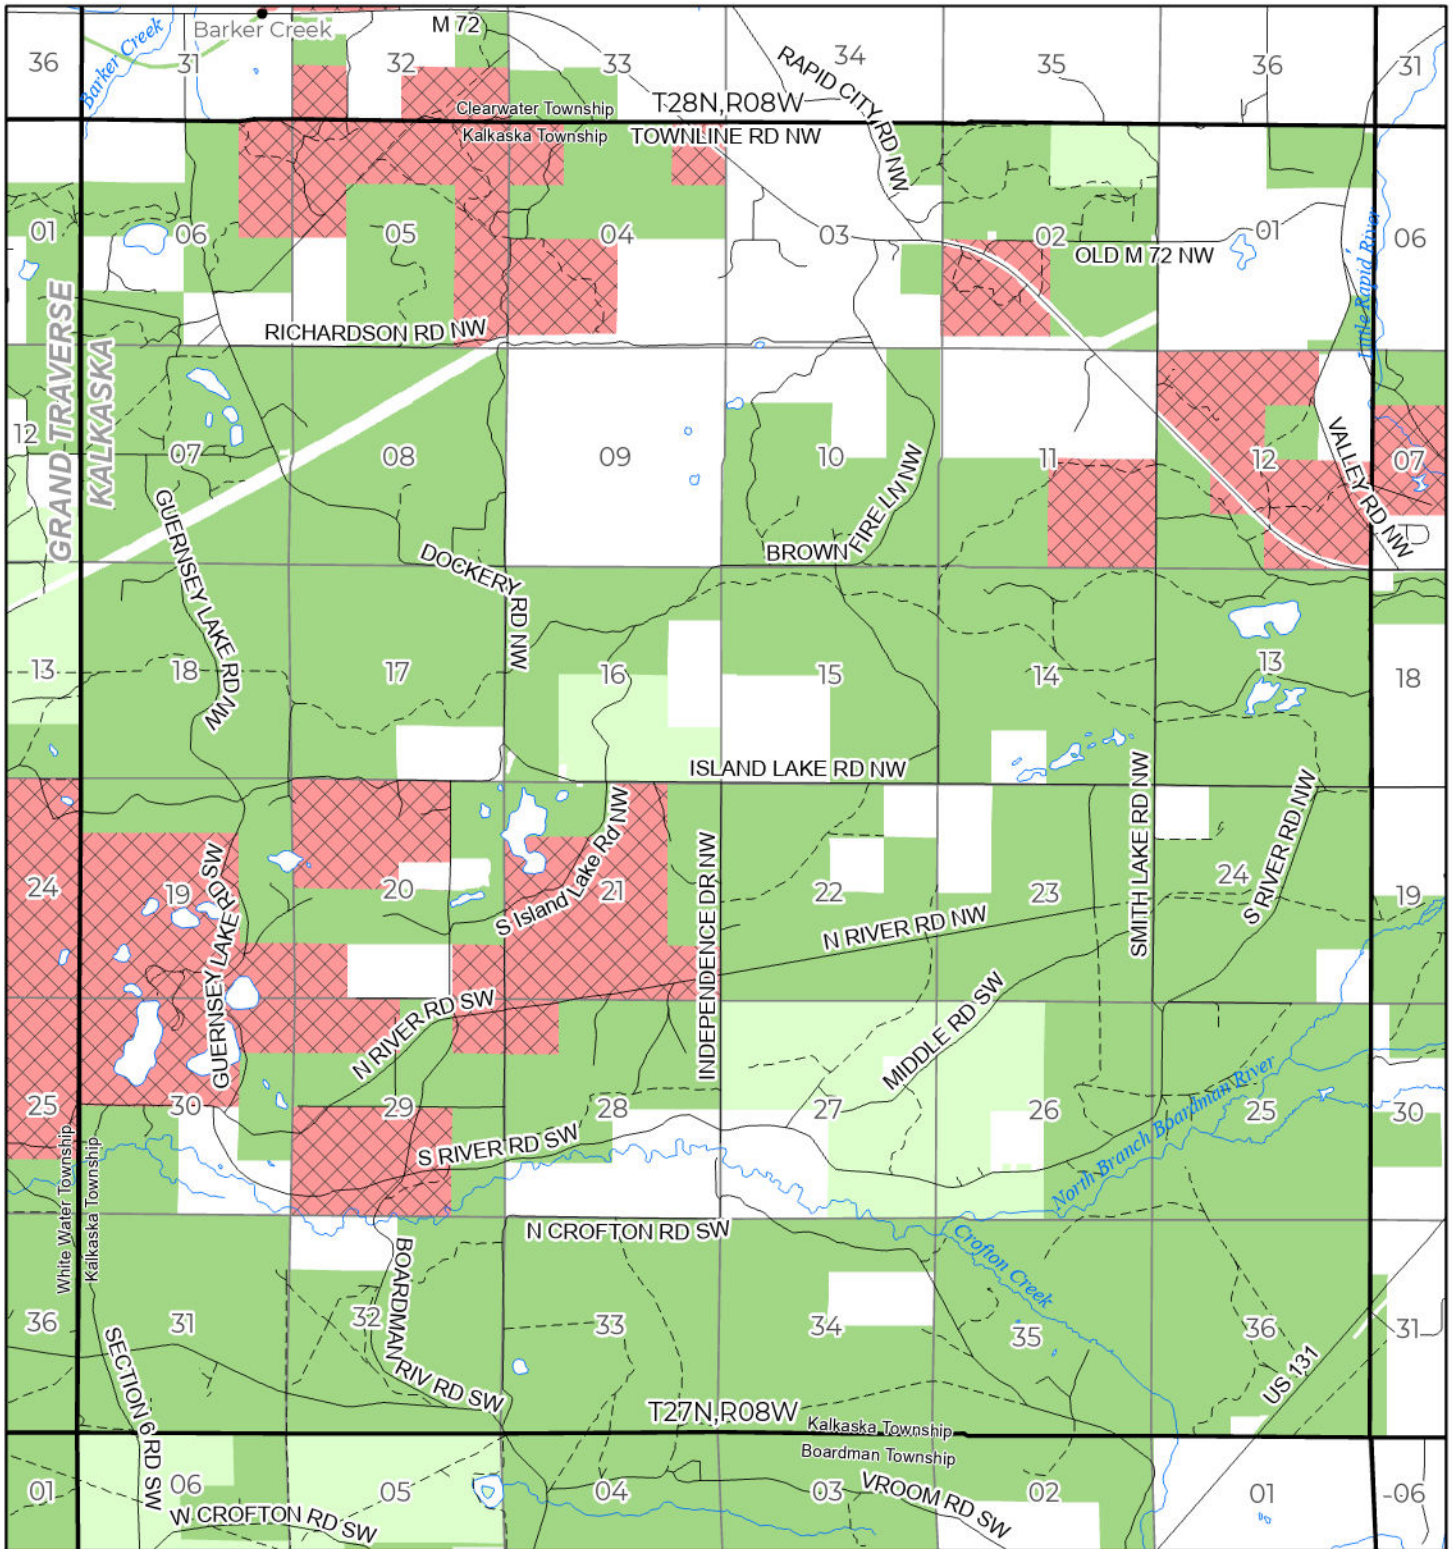 Barker Creek
M 72
36
31
32
33
34
35
36
31
Barker Creek
RAPID CITY RD NW
Clearwater Township
T28N,R08W
Kalkaska Township
TOWNLINE RD NW
01
06
05
04
03
02
01
06
OLD M 72 NW
Little Rapid River
GRAND TRAVERSE
KALKASKA
RICHARDSON RD NW
12
07
08
09
10
11
12
07
VALLEY RD NW
GUERNSEY LAKE RD NW
DOCKERY RD NW
BROWN
FIRE LN NW
13
18
17
16
15
14
13
18
ISLAND LAKE RD NW
24
19
20
21
22
23
24
19
GUERNSEY LAKE RD SW
S Island Lake Rd NW
INDEPENDENCE DR NW
N RIVER RD NW
SMITH LAKE RD NW
S RIVER RD NW
N RIVER RD SW
MIDDLE RD SW
25
30
29
28
27
26
25
30
S RIVER RD SW
North Branch Boardman River
White Water Township
Kalkaska Township
N CROFTON RD SW
Crofton Creek
BOARDMAN RIV RD SW
36
31
32
33
34
35
36
31
SECTION 6 RD SW
US 131
T27N,R08W
Kalkaska Township
Boardman Township
01
06
05
04
03
02
01
-06
W CROFTON RD SW
VROOM RD SW